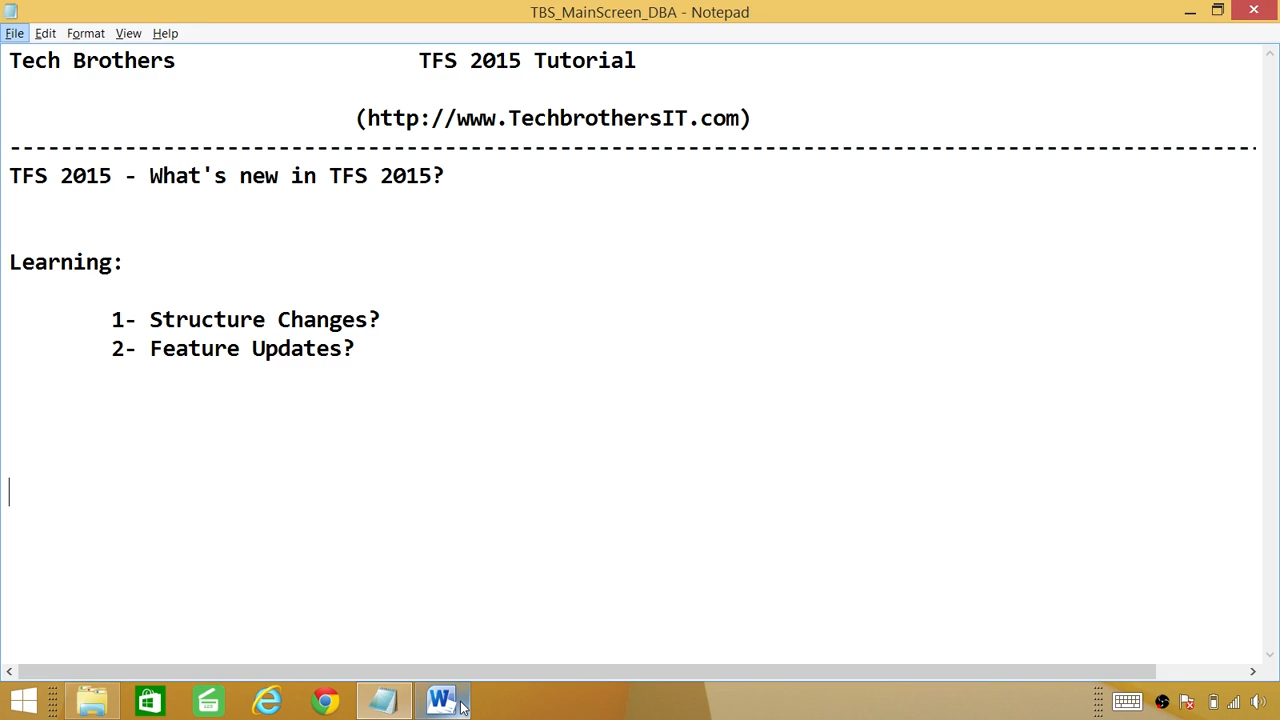 TBS_MainScreen_DBA - Notepad
File Edit Format View Help
Tech Brothers TFS 2015 Tutorial
(http://www.TechbrothersIT.com)
--------------------------------------------------------------------------------------------------
TFS 2015 - What's new in TFS 2015?
Learning:
1- Structure Changes?
2- Feature Updates?